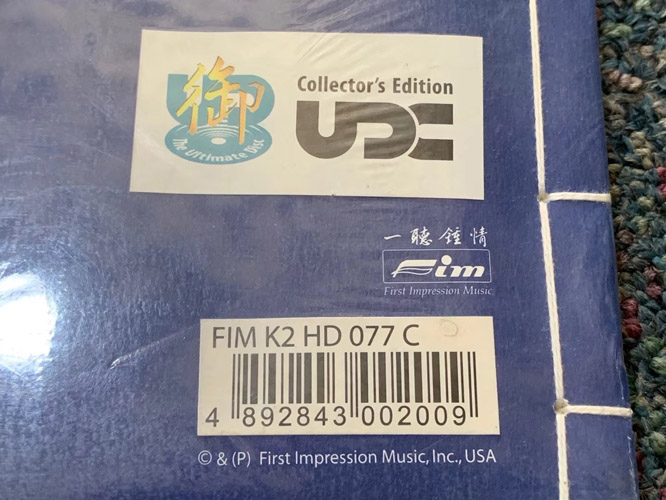 御
The Ultimate Disc
Collector's Edition
UDC
一聽鍾情
Fim
First Impression Music
FIM K2 HD 077 C
4 892843 002009
© & (P) First Impression Music, Inc., USA